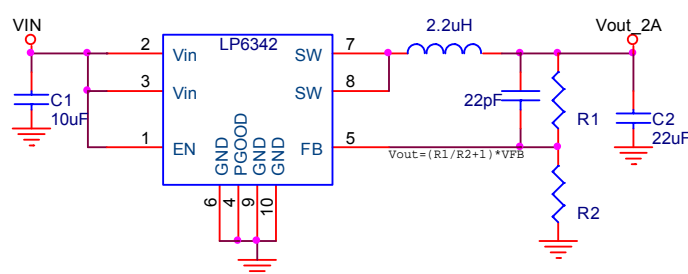 VIN
LP6342
2.2uH
Vout_2A
2
Vin
SW
7
3
Vin
SW
8
C1
10uF
22pF
R1
C2
22uF
1
EN
FB
5
Vout=(R1/R2+1)*VFB
GND
PGOOD
GND
GND
6
4
9
10
R2